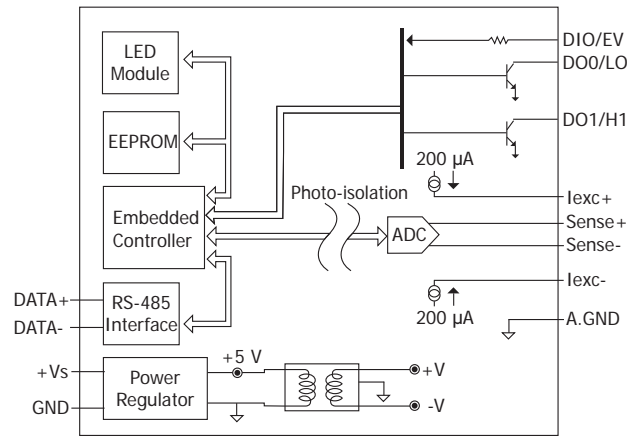 LED
Module
EEPROM
Embedded
Controller
RS-485
Interface
DATA+
DATA-
+Vs
GND
Power
Regulator
+5 V
+V
-V
Photo-isolation
ADC
200 µA
200 µA
DIO/EV
DO0/LO
DO1/H1
Iexc+
Sense+
Sense-
Iexc-
A.GND